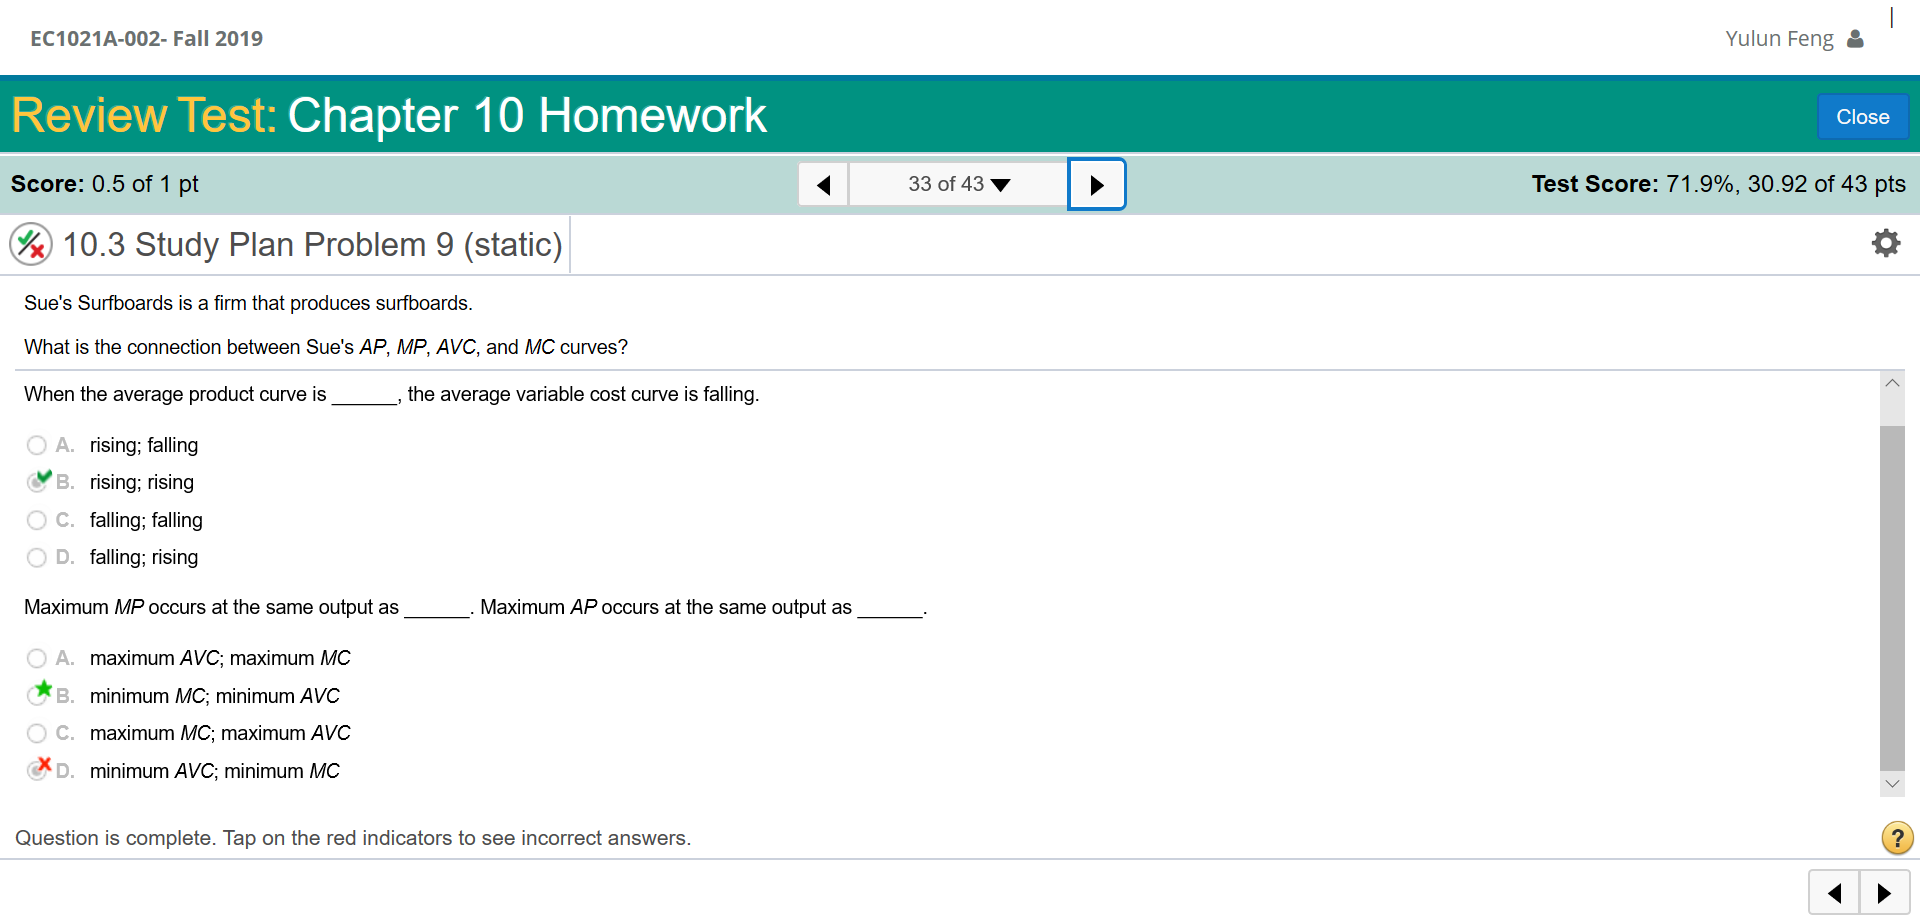 EC1021A-002- Fall 2019
Yulun Feng
Review Test: Chapter 10 Homework
Close
Score: 0.5 of 1 pt
33 of 43
Test Score: 71.9%, 30.92 of 43 pts
10.3 Study Plan Problem 9 (static)
Sue's Surfboards is a firm that produces surfboards.
What is the connection between Sue's AP, MP, AVC, and MC curves?
When the average product curve is ______, the average variable cost curve is falling.
A. rising; falling
B. rising; rising
C. falling; falling
D. falling; rising
Maximum MP occurs at the same output as ______. Maximum AP occurs at the same output as ______.
A. maximum AVC; maximum MC
B. minimum MC; minimum AVC
C. maximum MC; maximum AVC
D. minimum AVC; minimum MC
Question is complete. Tap on the red indicators to see incorrect answers.
?